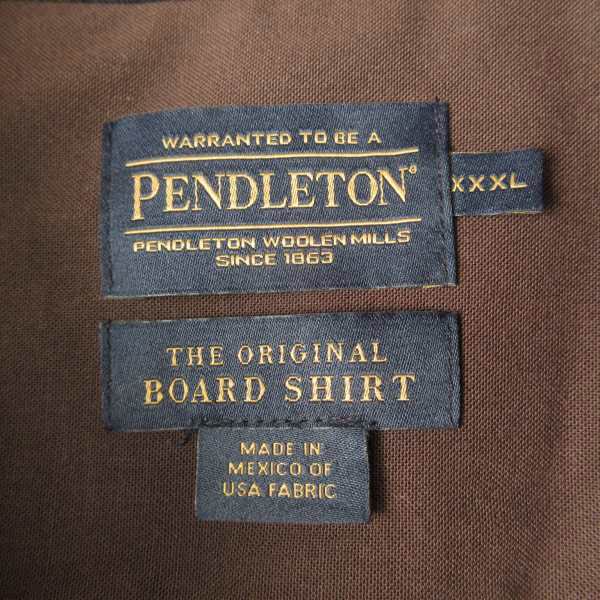 WARRANTED TO BE A
PENDLETON®
XXXL
PENDLETON WOOLEN MILLS
SINCE 1863
THE ORIGINAL
BOARD SHIRT
MADE IN
MEXICO OF
USA FABRIC